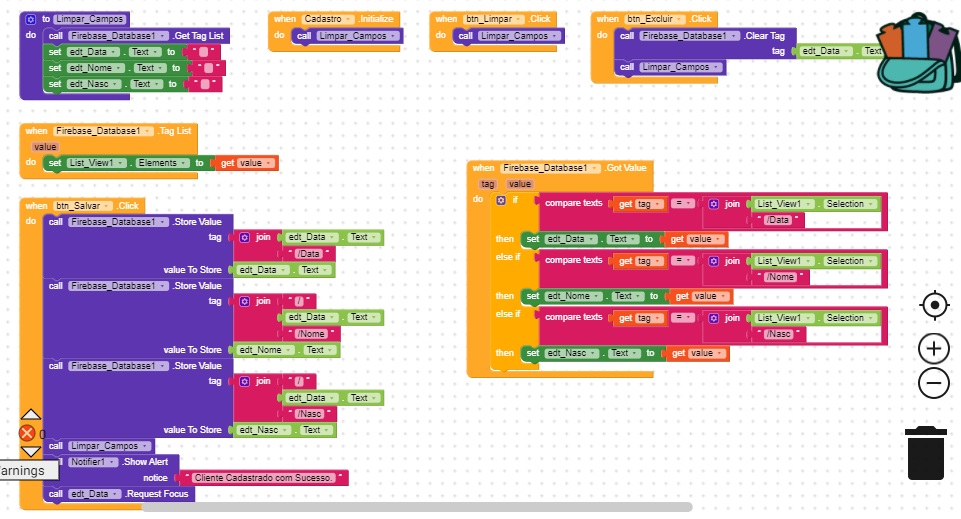 to Limpar_Campos
do call Firebase_Database1 .Get Tag List
set edt_Data . Text to " "
set edt_Nome . Text to " "
set edt_Nasc . Text to " "
when Cadastro .Initialize
do call Limpar_Campos
when btn_Limpar .Click
do call Limpar_Campos
when btn_Excluir .Click
do call Firebase_Database1 .Clear Tag
tag edt_Data . Text
call Limpar_Campos
when Firebase_Database1 .Tag List
value
do set List_View1 . Elements to get value
when btn_Salvar .Click
do call Firebase_Database1 .Store Value
tag join edt_Data . Text
" /Data "
value To Store edt_Data . Text
call Firebase_Database1 .Store Value
tag join " / "
edt_Data . Text
" /Nome "
value To Store edt_Nome . Text
call Firebase_Database1 .Store Value
tag join " / "
edt_Data . Text
" /Nasc "
value To Store edt_Nasc . Text
call Limpar_Campos
Notifier1 .Show Alert
notice " Cliente Cadastrado com Sucesso. "
call edt_Data .Request Focus
when Firebase_Database1 .Got Value
tag value
do if compare texts get tag = join List_View1 . Selection
" /Data "
then set edt_Data . Text to get value
else if compare texts get tag = join List_View1 . Selection
" /Nome "
then set edt_Nome . Text to get value
else if compare texts get tag = join List_View1 . Selection
" /Nasc "
then set edt_Nasc . Text to get value
0
arnings